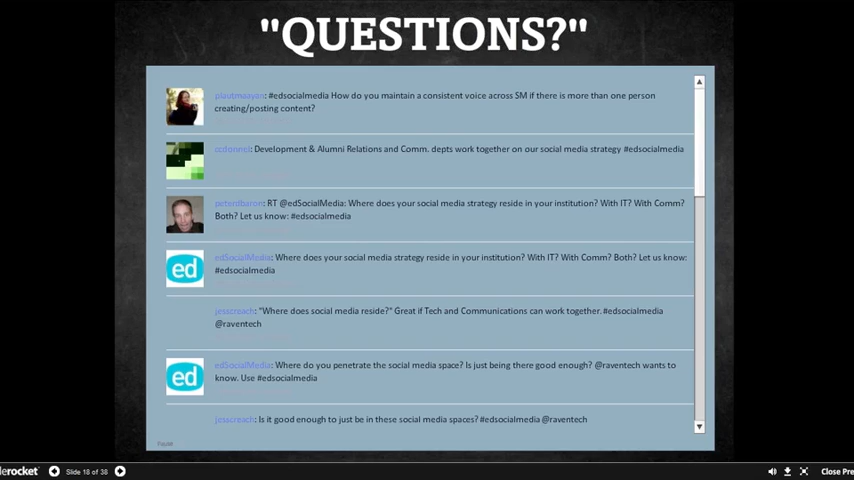 "QUESTIONS?"
plautmaayan: #edsocialmedia How do you maintain a consistent voice across SM if there is more than one person
creating/posting content?
Development & Alumni Relations and Comm. depts work together on our social media strategy #edsocialmedia
peterdbaron: RT @edSocialMedia: Where does your social media strategy reside in your institution? With IT? With Comm?
Both? Let us know: #edsocialmedia
edSocialMedia: Where does your social media strategy reside in your institution? With IT? With Comm? Both? Let us know:
#edsocialmedia
jesscreach: "Where does social media reside?" Great if Tech and Communications can work together. #edsocialmedia
@raventech
edSocialMedia: Where do you penetrate the social media space? Is just being there good enough? @raventech wants to
know. Use #edsocialmedia
jesscreach: Is it good enough to just be in these social media spaces? #edsocialmedia @raventech
lerocket Slide 18 of 38 Close Pre